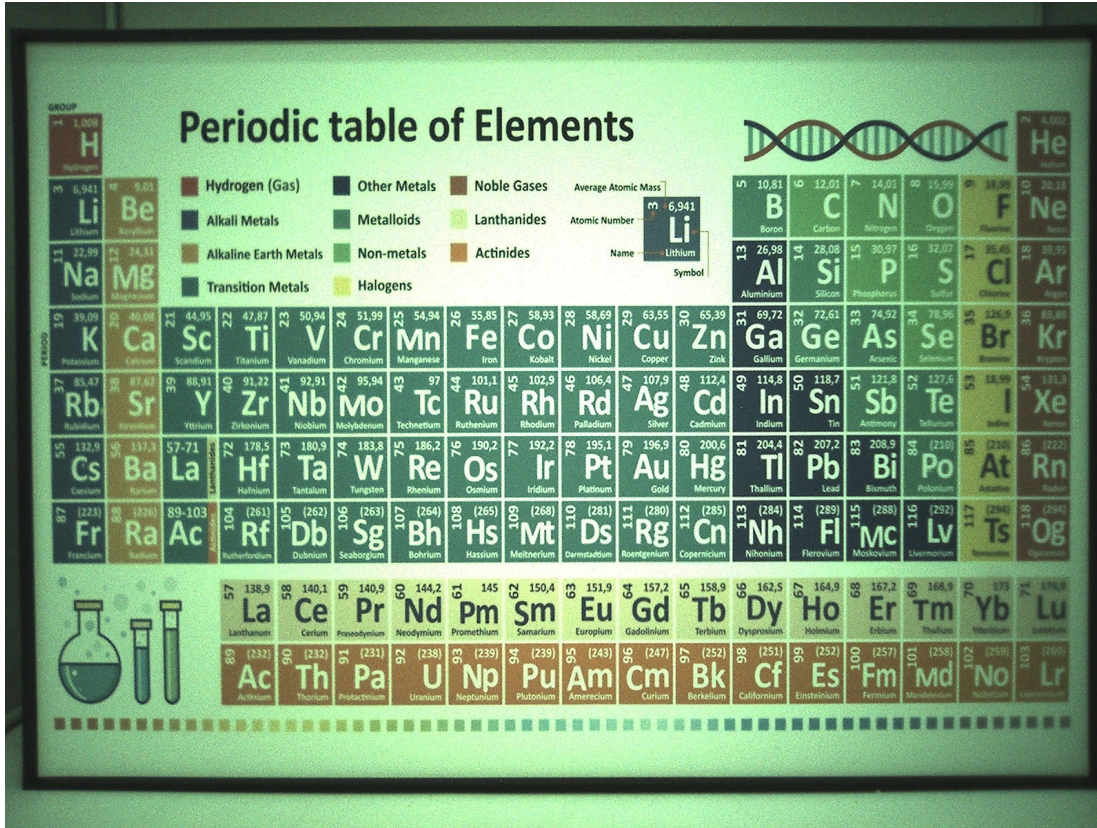 GROUP
Periodic table of Elements
PERIOD
Hydrogen (Gas)
Alkali Metals
Alkaline Earth Metals
Transition Metals
Other Metals
Metalloids
Non-metals
Halogens
Noble Gases
Lanthanides
Actinides
Average Atomic Mass
Atomic Number
Name
Symbol
3 6,941 Li Lithium
1 1,008 H Hydrogen
2 4,002 He
3 6,941 Li Lithium
4 9,01 Be Beryllium
5 10,81 B Boron
6 12,01 C Carbon
7 14,01 N Nitrogen
8 15,99 O Oxygen
9 18,99 F Fluorine
10 20,18 Ne Neon
11 22,99 Na Sodium
12 24,31 Mg Magnesium
13 26,98 Al Aluminium
14 28,08 Si Silicon
15 30,97 P Phosphorus
16 32,07 S Sulfur
17 35,45 Cl Chlorine
18 39,95 Ar Argon
19 39,09 K Potassium
20 40,08 Ca Calcium
21 44,95 Sc Scandium
22 47,87 Ti Titanium
23 50,94 V Vanadium
24 51,99 Cr Chromium
25 54,94 Mn Manganese
26 55,85 Fe Iron
27 58,93 Co Kobalt
28 58,69 Ni Nickel
29 63,55 Cu Copper
30 65,39 Zn Zink
31 69,72 Ga Gallium
32 72,61 Ge Germanium
33 74,92 As Arsenic
34 78,96 Se Selenium
35 126,9 Br Bromine
36 83,80 Kr Krypton
37 85,47 Rb Rubidium
38 87,62 Sr Strontium
39 88,91 Y Yttrium
40 91,22 Zr Zirkonium
41 92,91 Nb Niobium
42 95,94 Mo Molybdenum
43 97 Tc Technetium
44 101,1 Ru Ruthenium
45 102,9 Rh Rhodium
46 106,4 Rd Palladium
47 107,9 Ag Silver
48 112,4 Cd Cadmium
49 114,8 In Indium
50 118,7 Sn Tin
51 121,8 Sb Antimony
52 127,6 Te Tellurium
53 18,99 I Iodine
54 131,3 Xe Xenon
55 132,9 Cs Caesium
56 137,3 Ba Barium
57-71 La Lanthanides
72 178,5 Hf Hafnium
73 180,9 Ta Tantalum
74 183,8 W Tungsten
75 186,2 Re Rhenium
76 190,2 Os Osmium
77 192,2 Ir Iridium
78 195,1 Pt Platinum
79 196,9 Au Gold
80 200,6 Hg Mercury
81 204,4 Tl Thallium
82 207,2 Pb Lead
83 208,9 Bi Bismuth
84 (210) Po Polonium
85 (210) At Astatine
86 (222) Rn Radon
87 (223) Fr Francium
88 (226) Ra Radium
89-103 Ac Actinides
104 (261) Rf Rutherfordium
105 (262) Db Dubnium
106 (263) Sg Seaborgium
107 (264) Bh Bohrium
108 (265) Hs Hassium
109 (268) Mt Meitnerium
110 (281) Ds Darmstadtium
111 (280) Rg Roentgenium
112 (285) Cn Copernicium
113 (284) Nh Nihonium
114 (289) Fl Flerovium
115 (288) Mc Moskovium
116 (292) Lv Livermorium
117 (294) Ts Tennessine
118 (294) Og Oganesson
57 138,9 La Lanthanum
58 140,1 Ce Cerium
59 140,9 Pr Praseodymium
60 144,2 Nd Neodymium
61 145 Pm Promethium
62 150,4 Sm Samarium
63 151,9 Eu Europium
64 157,2 Gd Gadolinium
65 158,9 Tb Terbium
66 162,5 Dy Dysprosium
67 164,9 Ho Holmium
68 167,2 Er Erbium
69 168,9 Tm Thulium
70 173 Yb Ytterbium
71 Lu
89 (232) Ac Actinium
90 (232) Th Thorium
91 (231) Pa Protactinium
92 (238) U Uranium
93 (239) Np Neptunium
94 (239) Pu Plutonium
95 (243) Am Amerecium
96 (247) Cm Curium
97 (247) Bk Berkelium
98 (251) Cf Californium
99 (252) Es Einsteinium
100 (257) Fm Fermium
101 (258) Md Mendelevium
102 (259) No Nobelium
103 (260) Lr Lawrencium